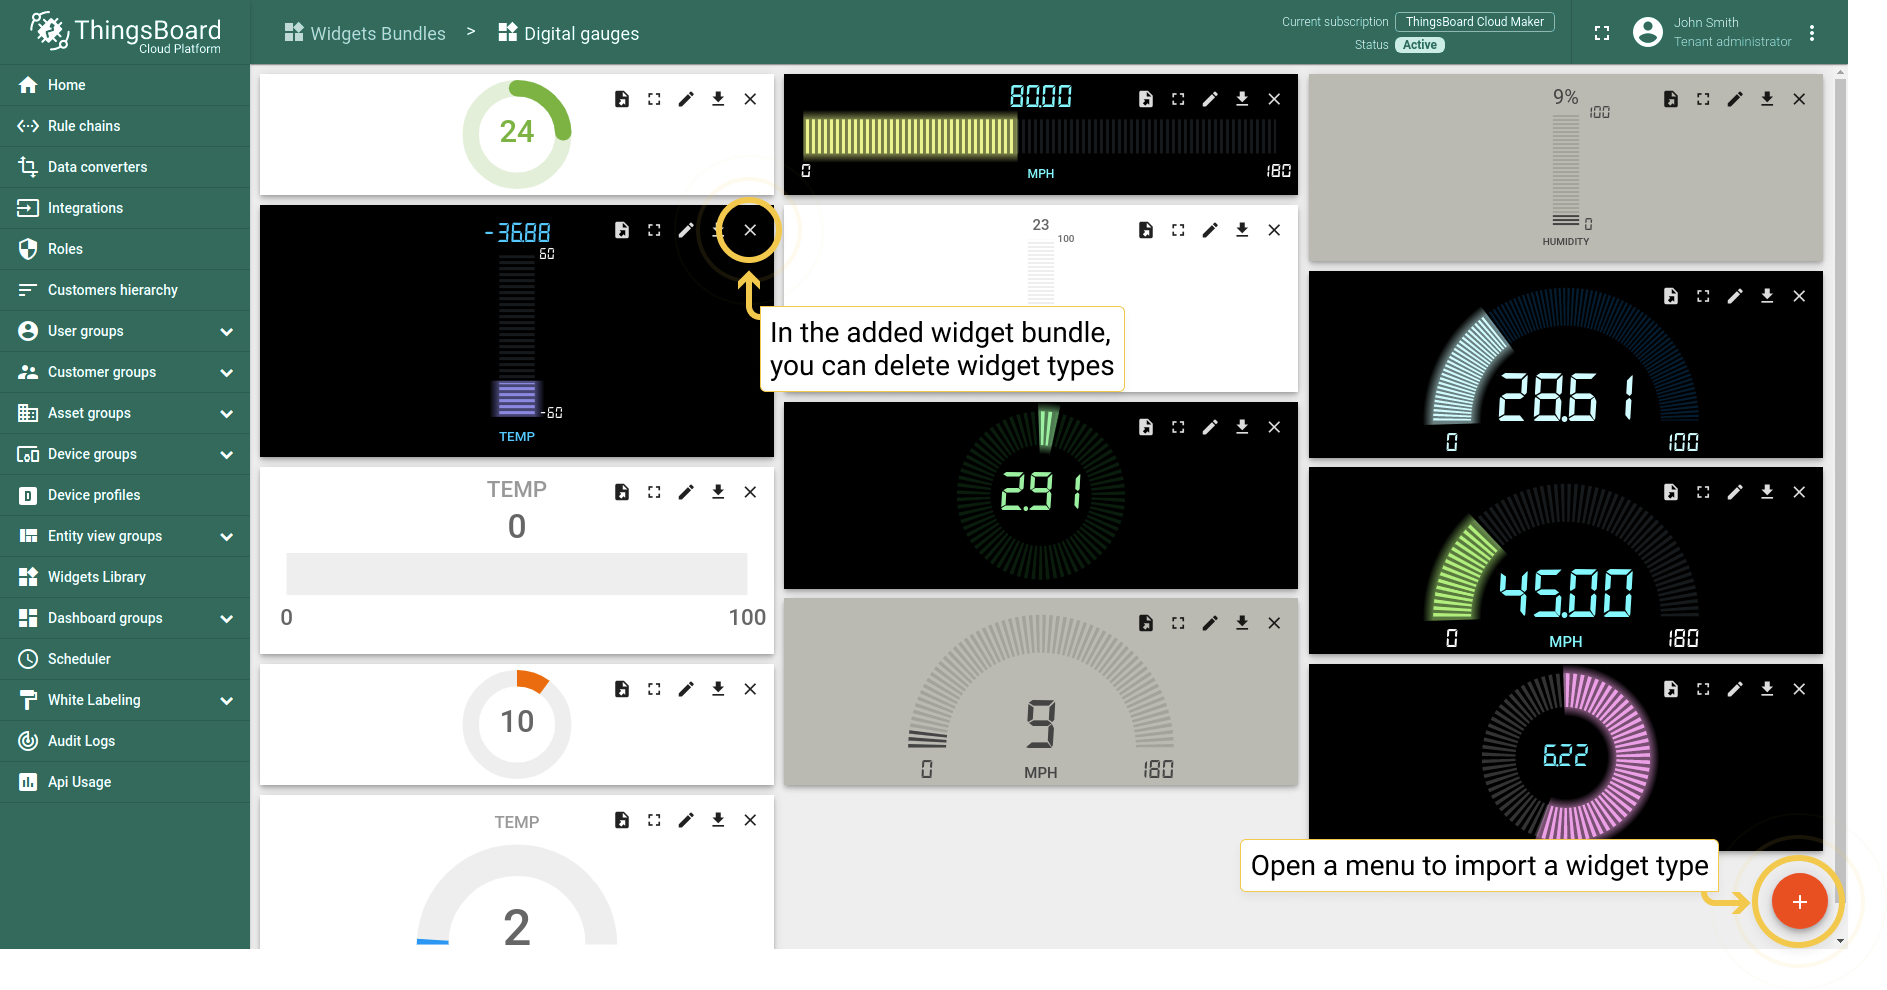 ThingsBoard
Cloud Platform
Widgets Bundles > Digital gauges
Current subscription ThingsBoard Cloud Maker
Status Active
John Smith
Tenant administrator
Home
Rule chains
Data converters
Integrations
Roles
Customers hierarchy
User groups
Customer groups
Asset groups
Device groups
Device profiles
Entity view groups
Widgets Library
Dashboard groups
Scheduler
White Labeling
Audit Logs
Api Usage
24
-36.88
60
-60
TEMP
TEMP
0
0 100
10
TEMP
2
80.00
0 180
MPH
23
100
In the added widget bundle,
you can delete widget types
2.91
9
0 MPH 180
9%
100
0
HUMIDITY
28.61
0 100
45.00
0 MPH 180
6.22
Open a menu to import a widget type